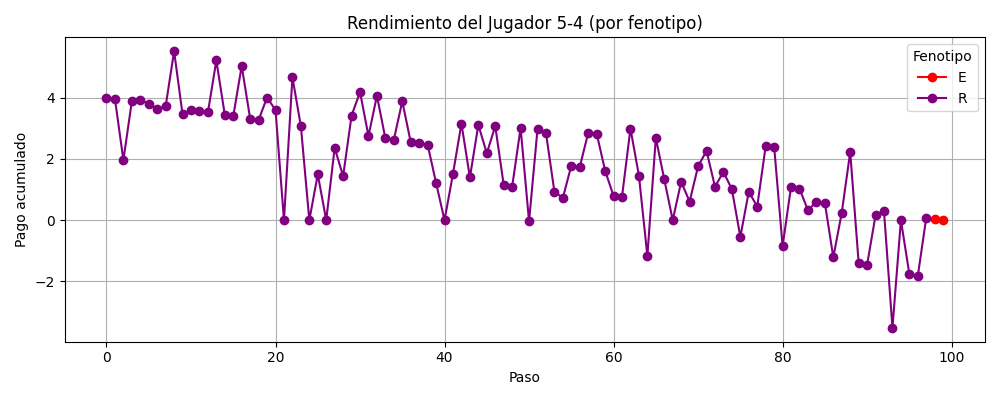 Rendimiento del Jugador 5-4 (por fenotipo)
Fenotipo
E
R
Pago acumulado
4
2
0
−2
0
20
40
60
80
100
Paso